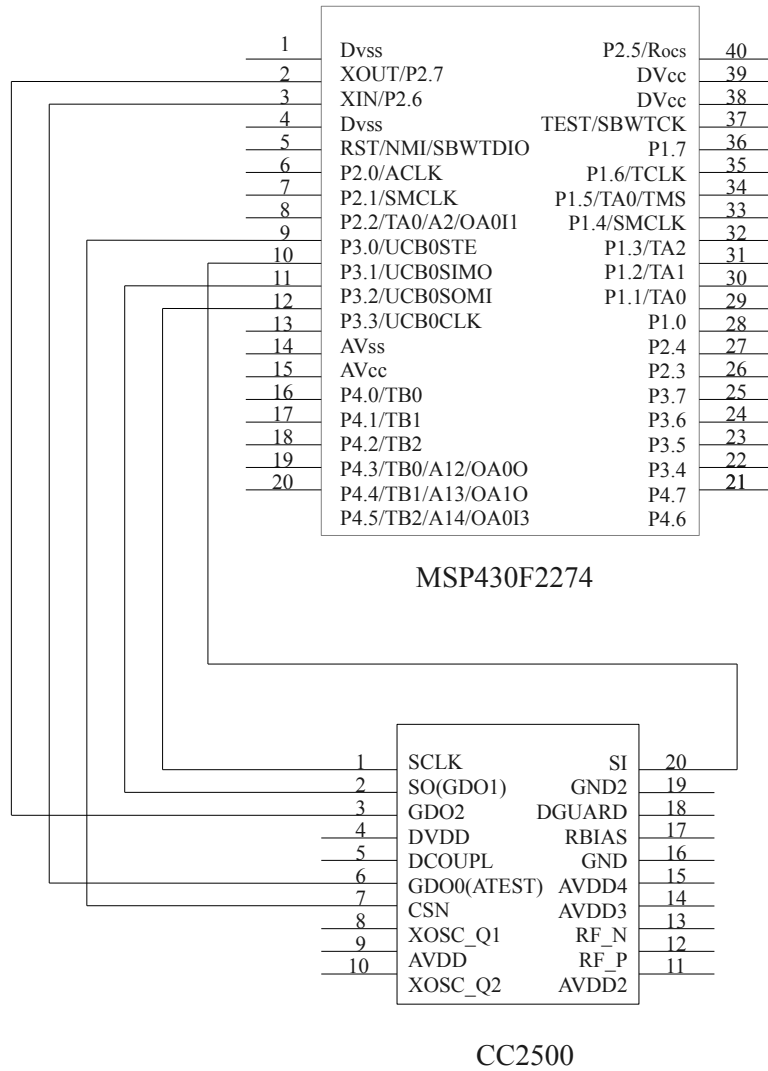 1 Dvss P2.5/Rocs 40
2 XOUT/P2.7 DVcc 39
3 XIN/P2.6 DVcc 38
4 Dvss TEST/SBWTCK 37
5 RST/NMI/SBWTDIO P1.7 36
6 P2.0/ACLK P1.6/TCLK 35
7 P2.1/SMCLK P1.5/TA0/TMS 34
8 P2.2/TA0/A2/OA0I1 P1.4/SMCLK 33
9 P3.0/UCB0STE P1.3/TA2 32
10 P3.1/UCB0SIMO P1.2/TA1 31
11 P3.2/UCB0SOMI P1.1/TA0 30
12 P3.3/UCB0CLK P1.0 29
13 AVss P2.4 28
14 AVcc P2.3 27
15 P4.0/TB0 P3.7 26
16 P4.1/TB1 P3.6 25
17 P4.2/TB2 P3.5 24
18 P4.3/TB0/A12/OA0O P3.4 23
19 P4.4/TB1/A13/OA1O P4.7 22
20 P4.5/TB2/A14/OA0I3 P4.6 21
MSP430F2274
1 SCLK SI 20
2 SO(GDO1) GND2 19
3 GDO2 DGUARD 18
4 DVDD RBIAS 17
5 DCOUPL GND 16
6 GDO0(ATEST) AVDD4 15
7 CSN AVDD3 14
8 XOSC_Q1 RF_N 13
9 AVDD RF_P 12
10 XOSC_Q2 AVDD2 11
CC2500